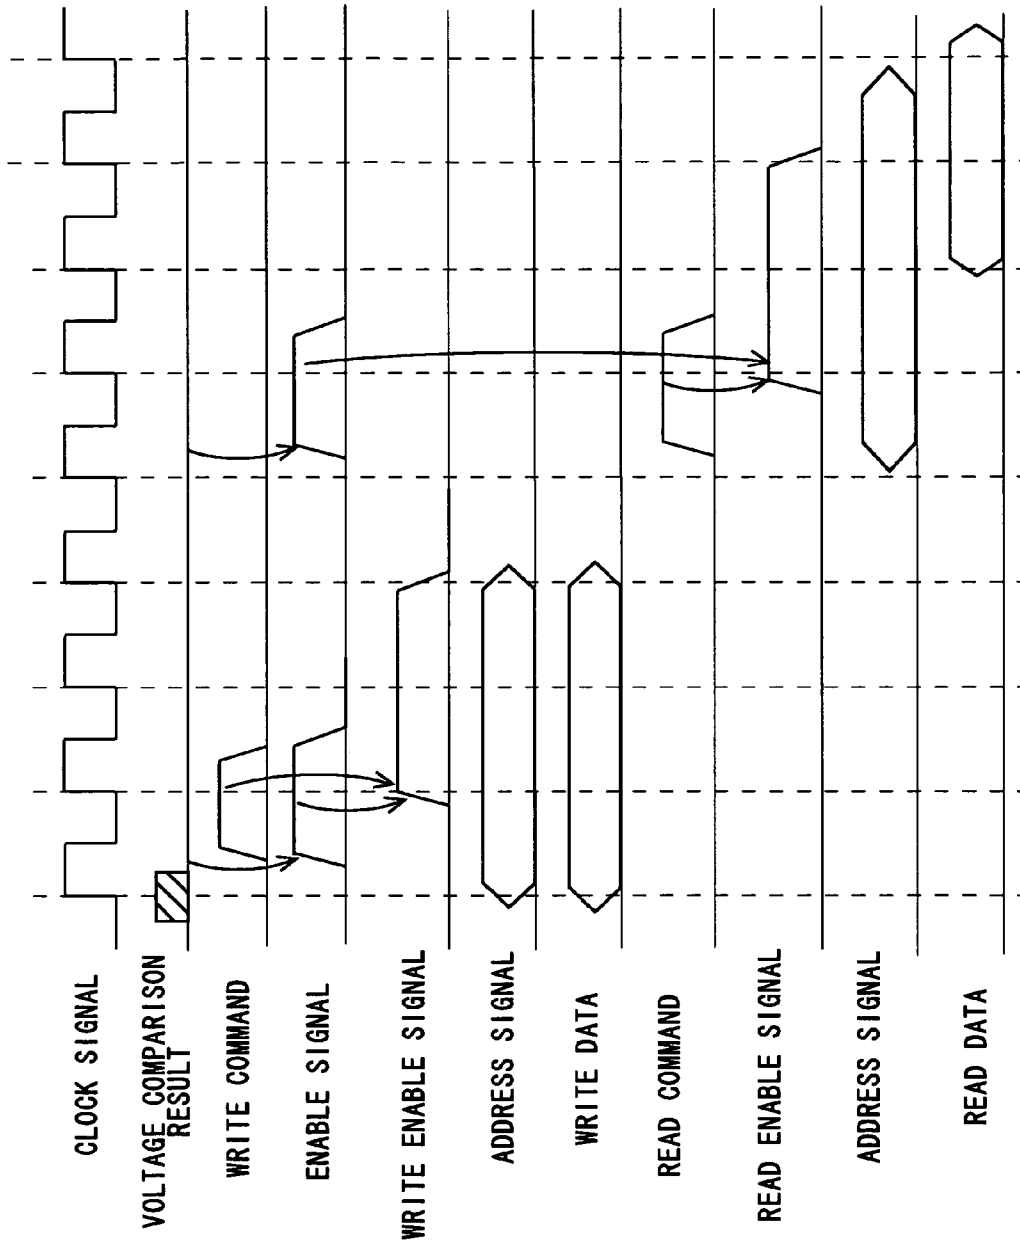 CLOCK SIGNAL
VOLTAGE COMPARISON
RESULT
WRITE COMMAND
ENABLE SIGNAL
WRITE ENABLE SIGNAL
ADDRESS SIGNAL
WRITE DATA
READ COMMAND
READ ENABLE SIGNAL
ADDRESS SIGNAL
READ DATA